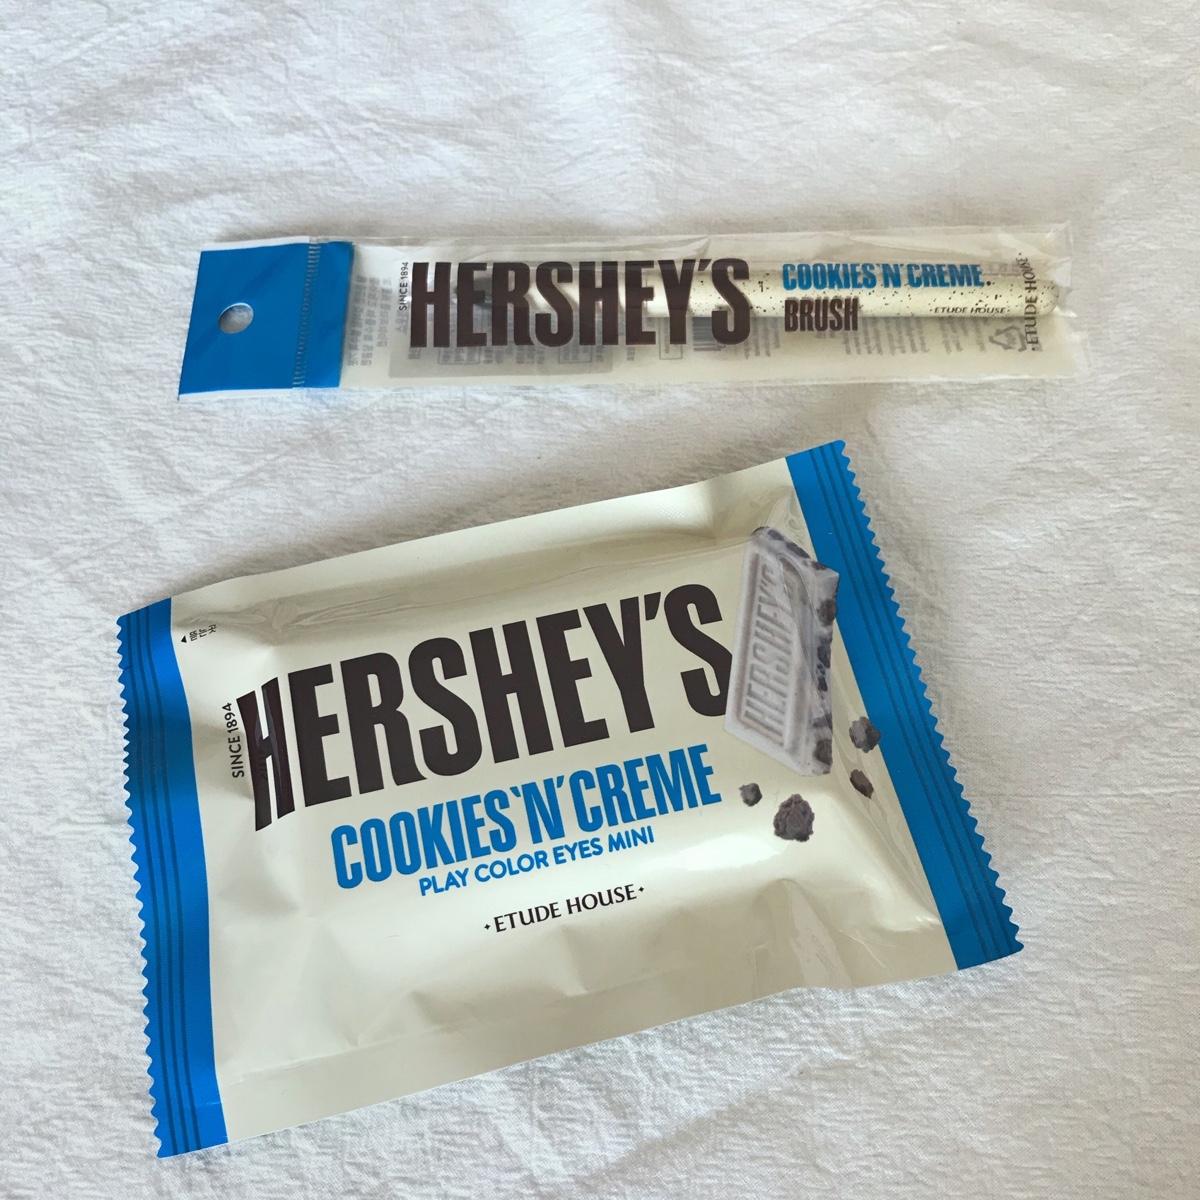 SINCE 1894
HERSHEY'S
COOKIES'N'CREME
BRUSH
·ETUDE HOUSE·
·ETUDE HOUSE·
SINCE 1894
HERSHEY'S
COOKIES'N'CREME
PLAY COLOR EYES MINI
·ETUDE HOUSE·
HERSHEY'S